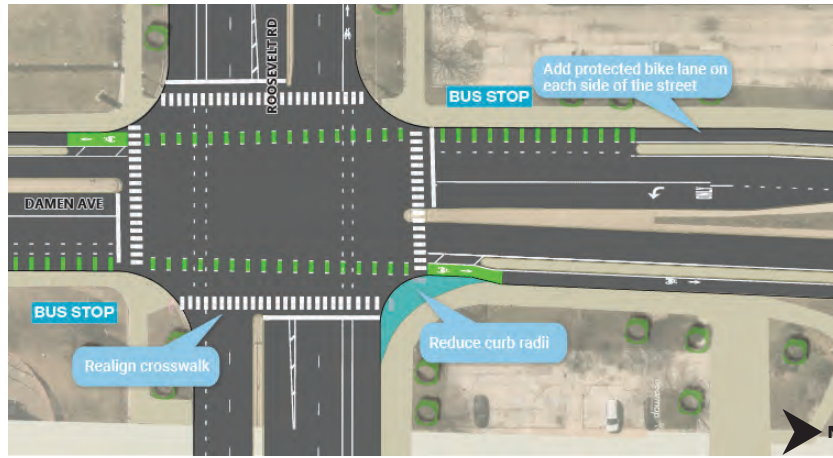 ROOSEVELT RD
Add protected bike lane on
each side of the street
BUS STOP
DAMEN AVE
ONLY
BUS STOP
Realign crosswalk
Reduce curb radii
N